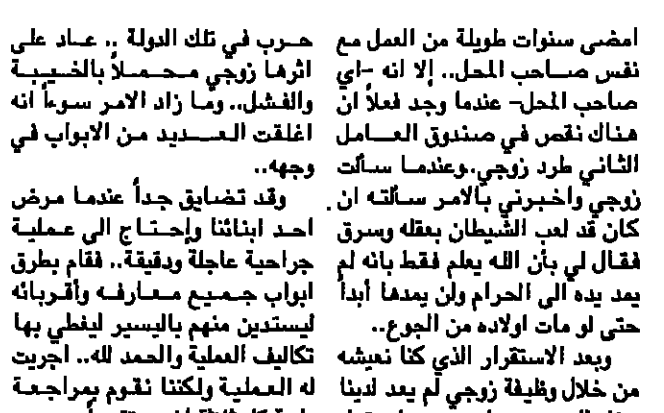 امضى سنوات طويلة من العمل مع
نفس صاحب المحل.. إلا انه -اي
صاحب المحل- عندما وجد فعلاً ان
هناك نقص في صندوق العامل
الثاني طرد زوجي.وعندما سألت
زوجي واخبرني بالامر سألته ان
كان قد لعب الشيطان بعقله وسرق
فقال لي بأن الله يعلم فقط بانه لم
يمد يده الى الحرام ولن يمدها أبداً
حتى لو مات اولاده من الجوع..
وبعد الاستقرار الذي كنا نعيشه
من خلال وظيفة زوجي لم يعد لدينا
حرب في تلك الدولة .. عاد على
اثرها زوجي محملاً بالخيبة
والفشل.. وما زاد الامر سوءاً انه
اغلقت العديد من الابواب في
وجهه..
وقد تضايق جداً عندما مرض
احد ابنائنا وإحتاج الى عملية
جراحية عاجلة ودقيقة.. فقام بطرق
ابواب جميع معارفه وأقربائه
ليستدين منهم باليسير ليغطي بها
تكاليف العملية والحمد لله.. اجريت
له العملية ولكننا نقوم بمراجعة